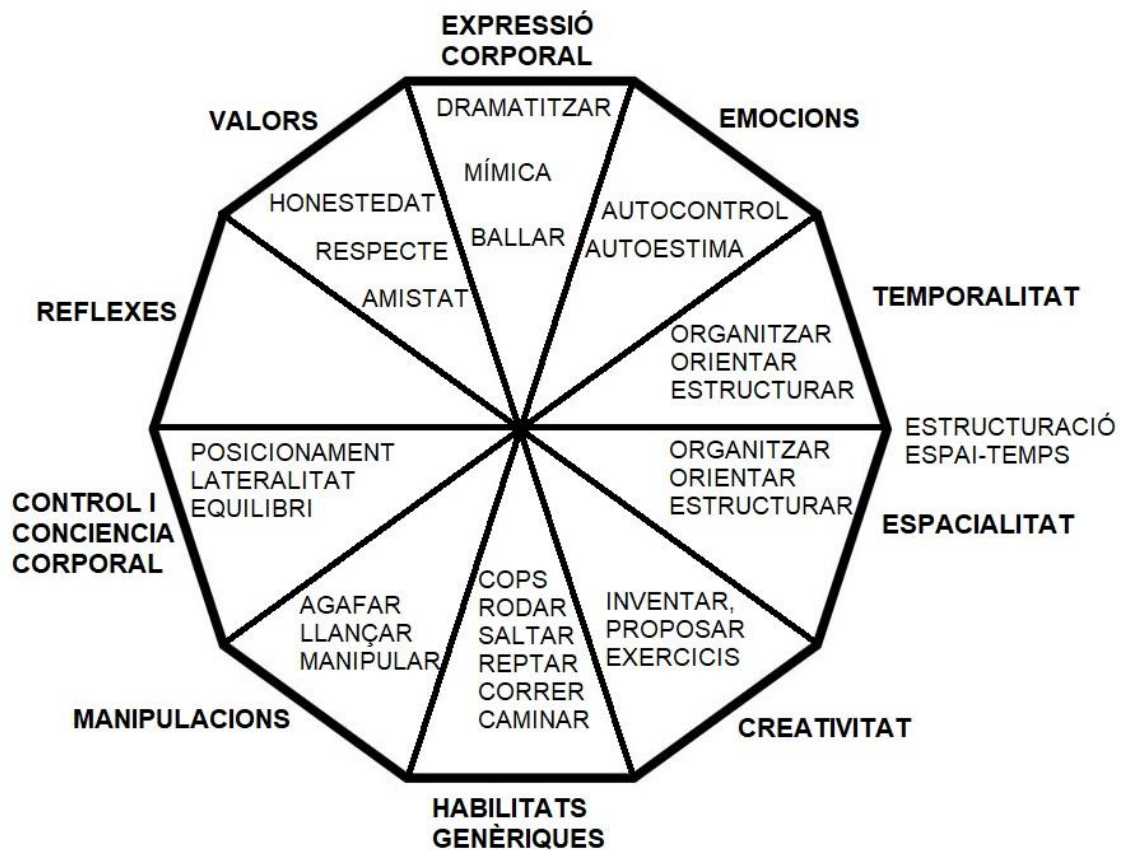 EXPRESSIÓ
CORPORAL
VALORS
EMOCIONS
DRAMATITZAR
MÍMICA
BALLAR
HONESTEDAT
RESPECTE
AMISTAT
AUTOCONTROL
AUTOESTIMA
REFLEXES
TEMPORALITAT
ORGANITZAR
ORIENTAR
ESTRUCTURAR
ESTRUCTURACIÓ
ESPAI-TEMPS
POSICIONAMENT
LATERALITAT
EQUILIBRI
ORGANITZAR
ORIENTAR
ESTRUCTURAR
CONTROL I
CONCIENCIA
CORPORAL
ESPACIALITAT
AGAFAR
LLANÇAR
MANIPULAR
COPS
RODAR
SALTAR
REPTAR
CORRER
CAMINAR
INVENTAR,
PROPOSAR
EXERCICIS
MANIPULACIONS
CREATIVITAT
HABILITATS
GENÈRIQUES